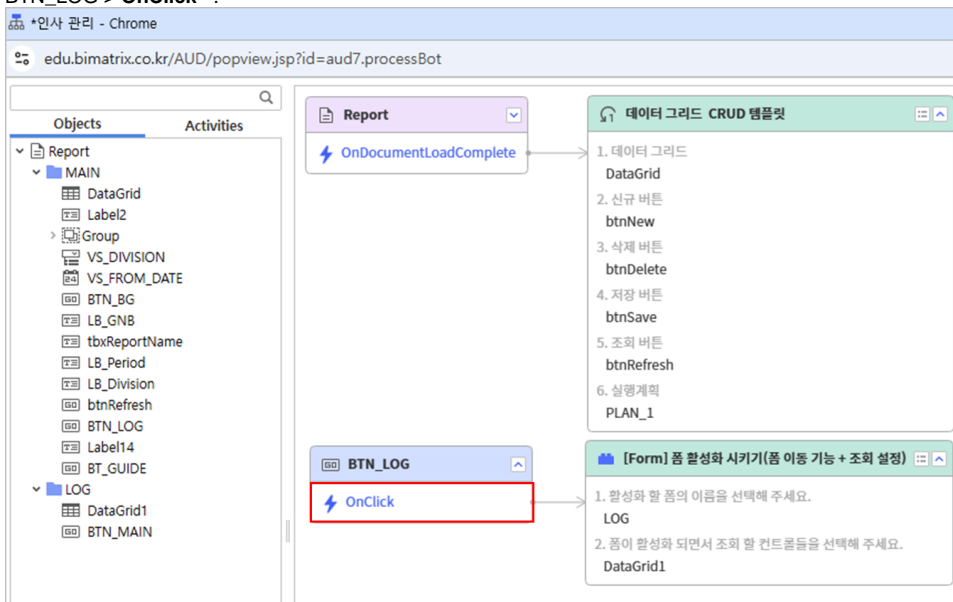 BTN_LOG > OnClick
*인사 관리 - Chrome
edu.bimatrix.co.kr/AUD/popview.jsp?id=aud7.processBot
Objects
Activities
Report
MAIN
DataGrid
Label2
Group
VS_DIVISION
VS_FROM_DATE
BTN_BG
LB_GNB
tbxReportName
LB_Period
LB_Division
btnRefresh
BTN_LOG
Label14
BT_GUIDE
LOG
DataGrid1
BTN_MAIN
Report
OnDocumentLoadComplete
데이터 그리드 CRUD 템플릿
1. 데이터 그리드
DataGrid
2. 신규 버튼
btnNew
3. 삭제 버튼
btnDelete
4. 저장 버튼
btnSave
5. 조회 버튼
btnRefresh
6. 실행계획
PLAN_1
BTN_LOG
OnClick
[Form] 폼 활성화 시키기(폼 이동 기능 + 조회 설정)
1. 활성화 할 폼의 이름을 선택해 주세요.
LOG
2. 폼이 활성화 되면서 조회 할 컨트롤들을 선택해 주세요.
DataGrid1